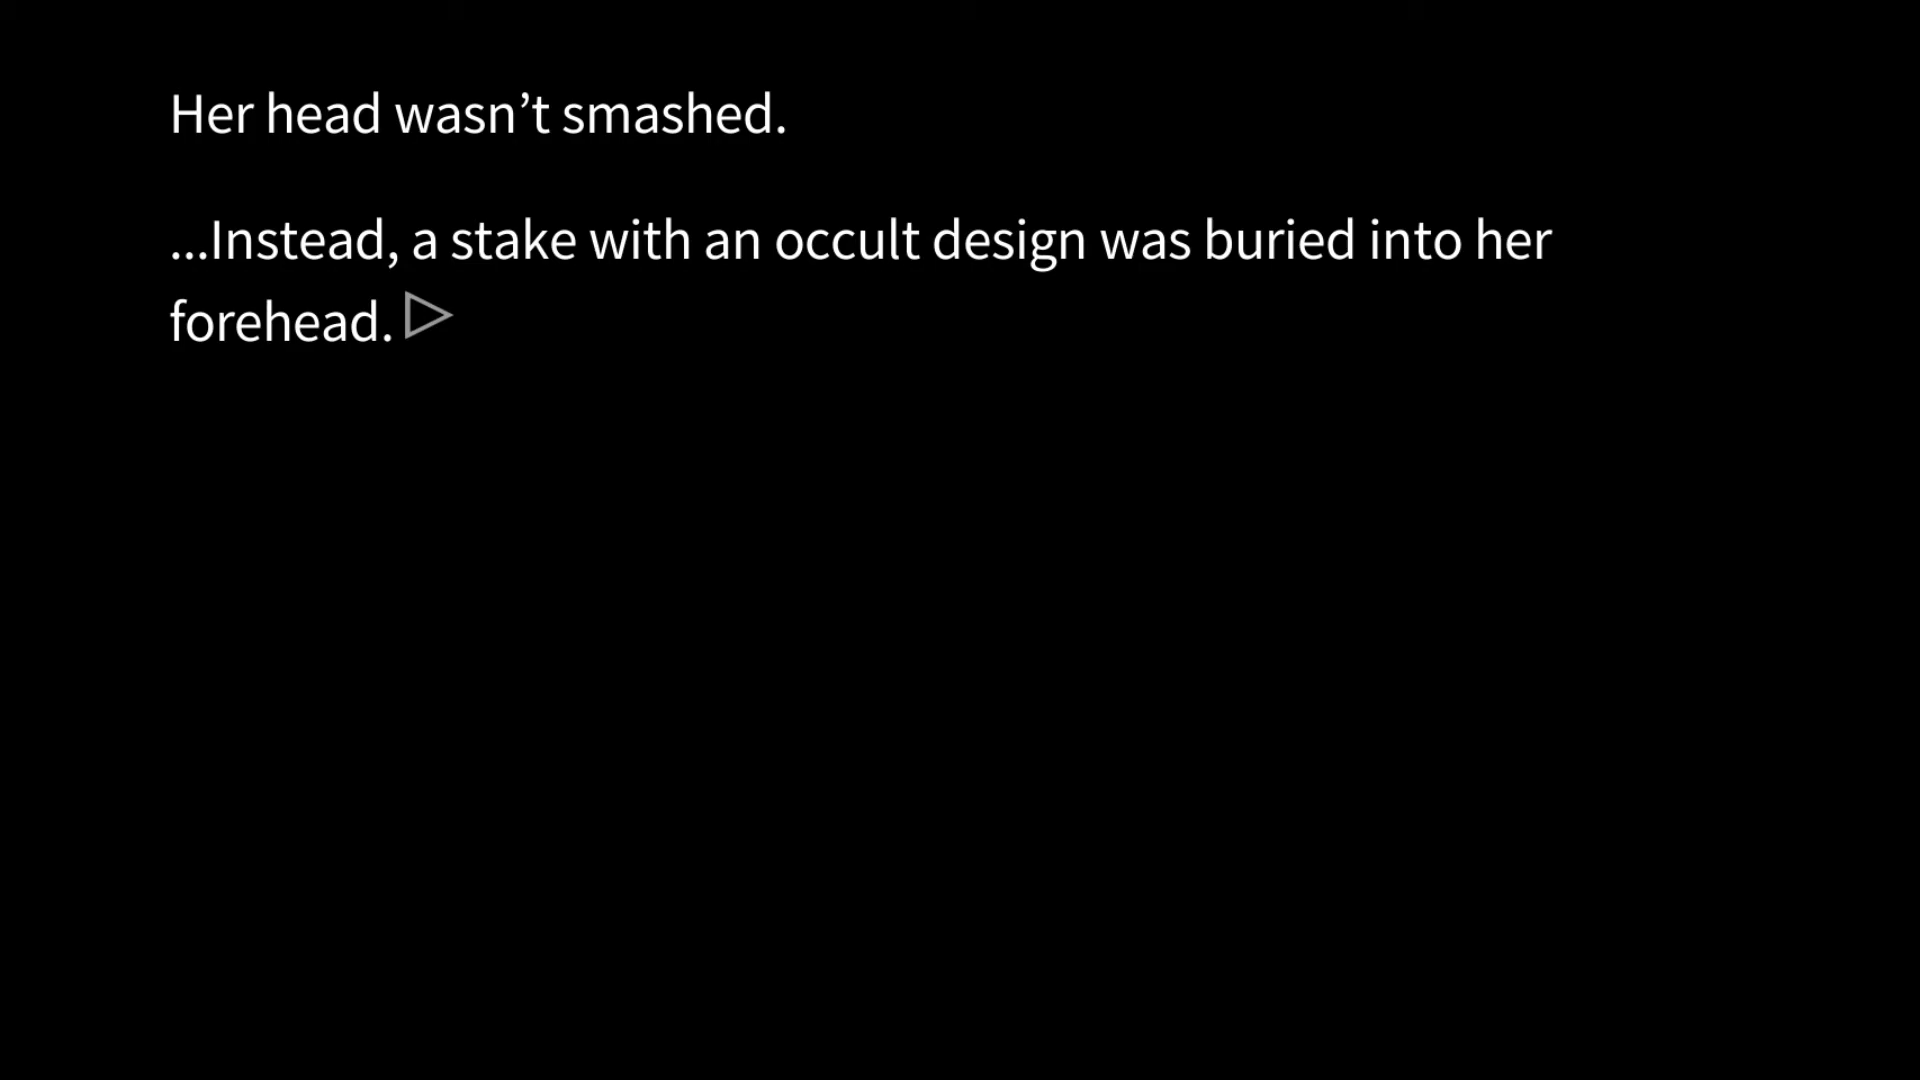 Her head wasn’t smashed.
...Instead, a stake with an occult design was buried into her
forehead.